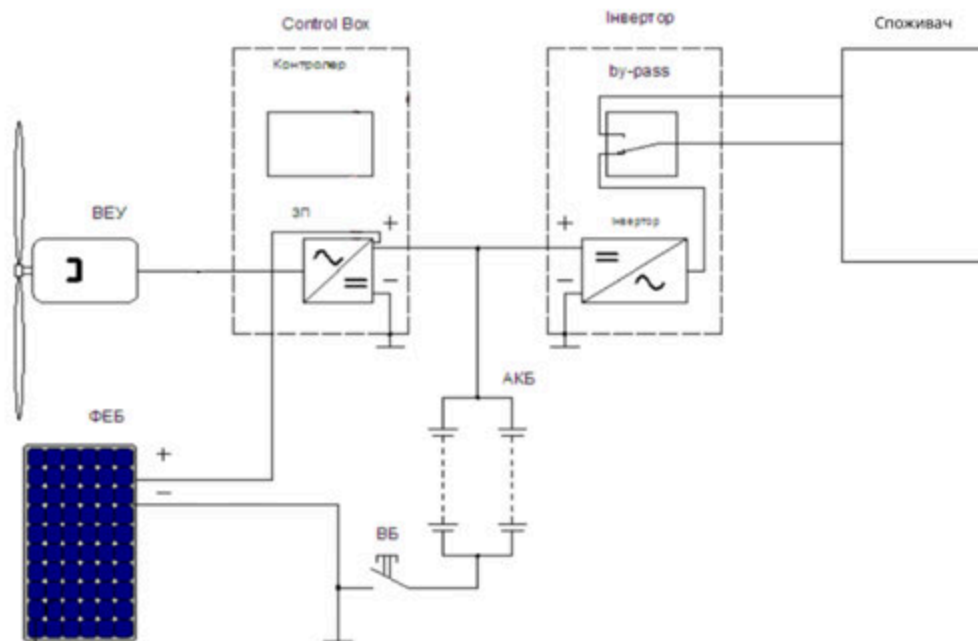 Control Box
Інвертор
Споживач
Контролер
by-pass
ВЕУ
ЗП
+
+
Інвертор
−
−
АКБ
ФЕБ
+
−
ВБ